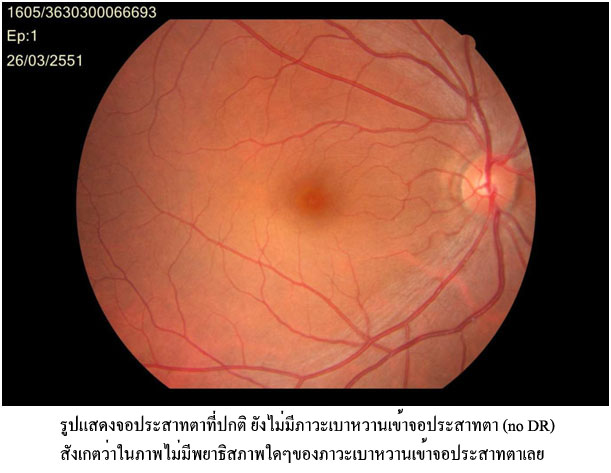 1605/3630300066693
Ep:1
26/03/2551
รูปแสดงจอประสาทตาที่ปกติ ยังไม่มีภาวะเบาหวานเข้าจอประสาทตา (no DR)
สังเกตว่าในภาพไม่มีพยาธิสภาพใดๆของภาวะเบาหวานเข้าจอประสาทตาเลย